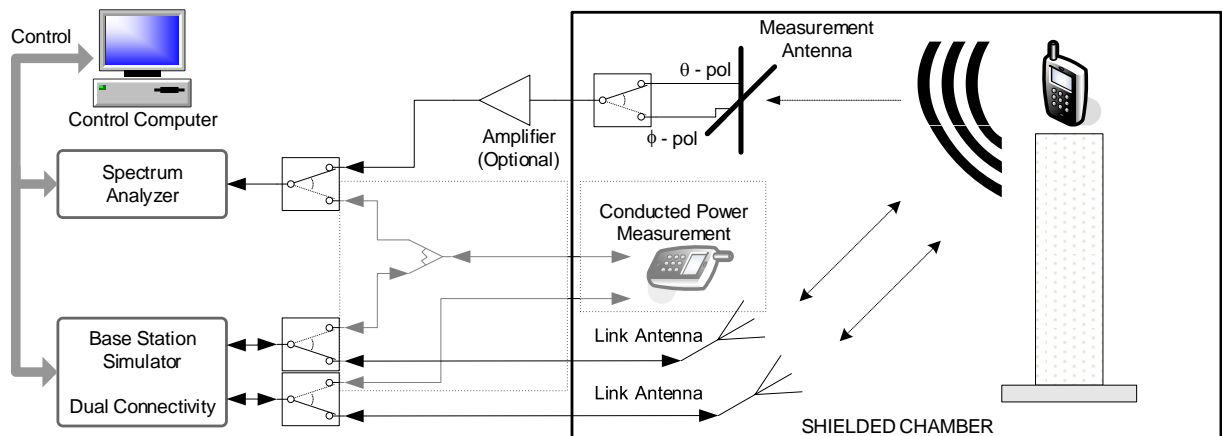 Control
Control Computer
Spectrum
Analyzer
Base Station
Simulator
Dual Connectivity
Amplifier
(Optional)
θ - pol
ϕ - pol
Measurement
Antenna
Conducted Power
Measurement
Link Antenna
Link Antenna
SHIELDED CHAMBER